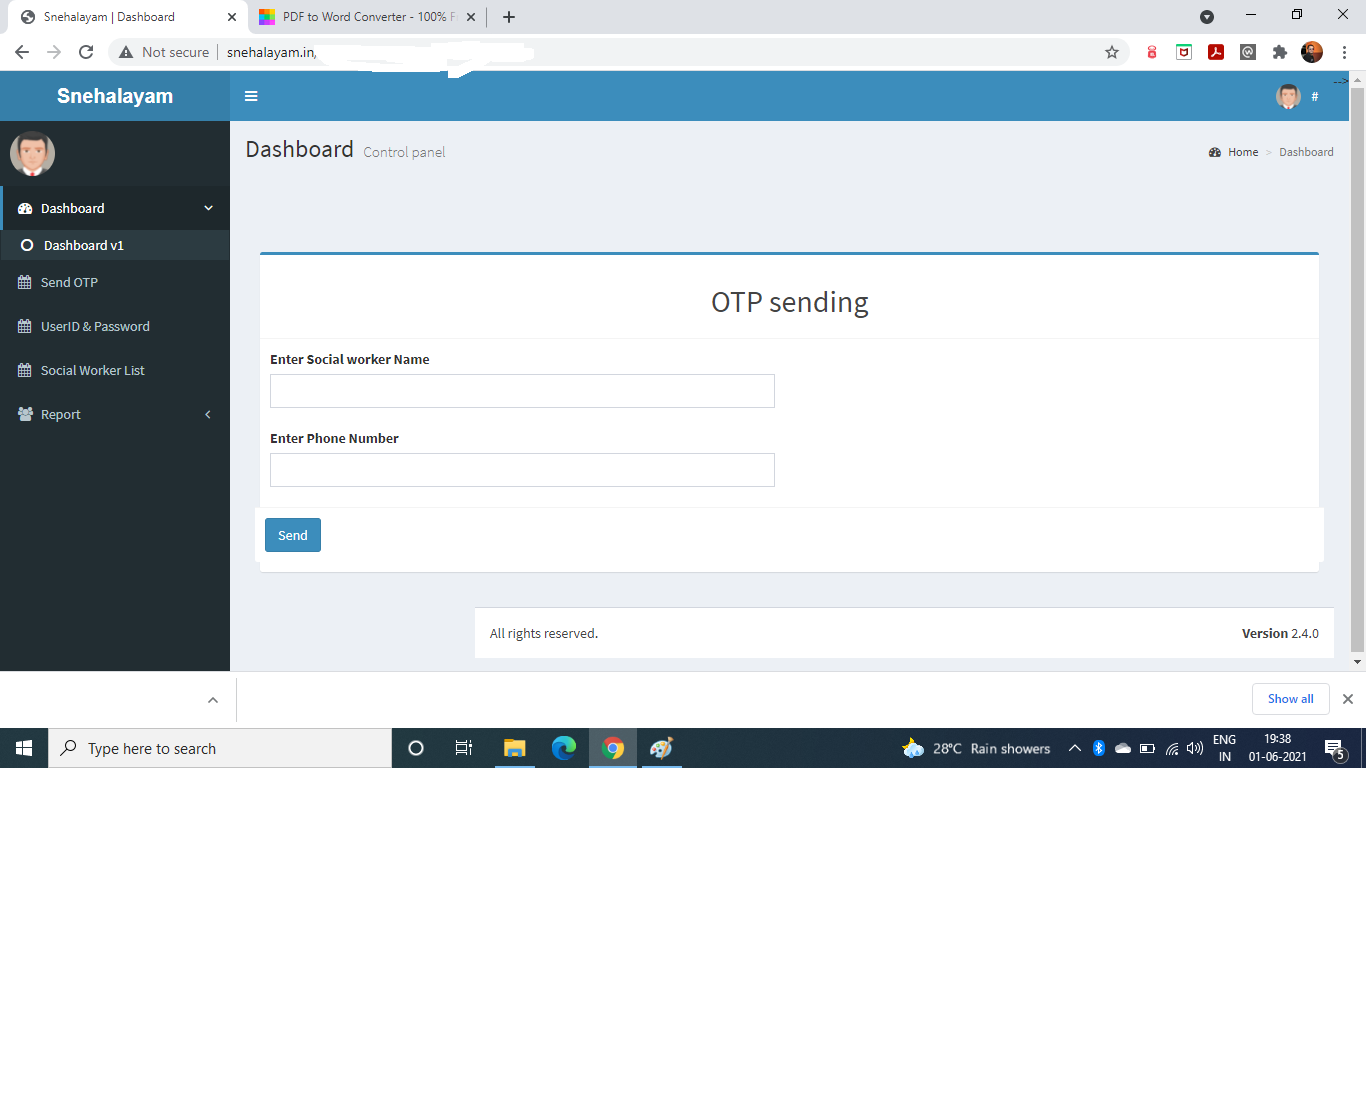 Snehalayam | Dashboard
PDF to Word Converter - 100% F
Not secure
snehalayam.in,
Snehalayam
#
-->
Dashboard Control panel
Home > Dashboard
Dashboard
Dashboard v1
Send OTP
UserID & Password
Social Worker List
Report
OTP sending
Enter Social worker Name
Enter Phone Number
Send
All rights reserved.
Version 2.4.0
Show all
Type here to search
28°C Rain showers
ENG
IN
19:38
01-06-2021
5